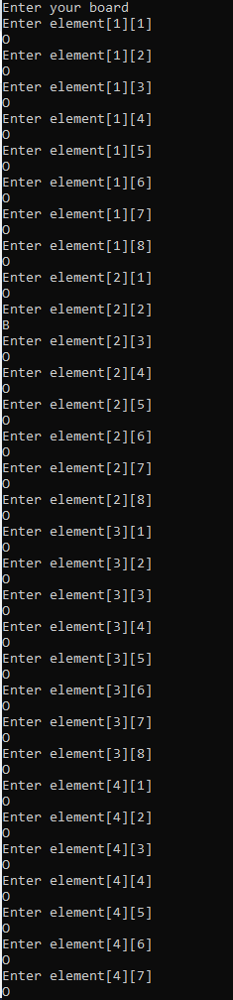 Enter your board
Enter element[1][1]
O
Enter element[1][2]
O
Enter element[1][3]
O
Enter element[1][4]
O
Enter element[1][5]
O
Enter element[1][6]
O
Enter element[1][7]
O
Enter element[1][8]
O
Enter element[2][1]
O
Enter element[2][2]
B
Enter element[2][3]
O
Enter element[2][4]
O
Enter element[2][5]
O
Enter element[2][6]
O
Enter element[2][7]
O
Enter element[2][8]
O
Enter element[3][1]
O
Enter element[3][2]
O
Enter element[3][3]
O
Enter element[3][4]
O
Enter element[3][5]
O
Enter element[3][6]
O
Enter element[3][7]
O
Enter element[3][8]
O
Enter element[4][1]
O
Enter element[4][2]
O
Enter element[4][3]
O
Enter element[4][4]
O
Enter element[4][5]
O
Enter element[4][6]
O
Enter element[4][7]
O